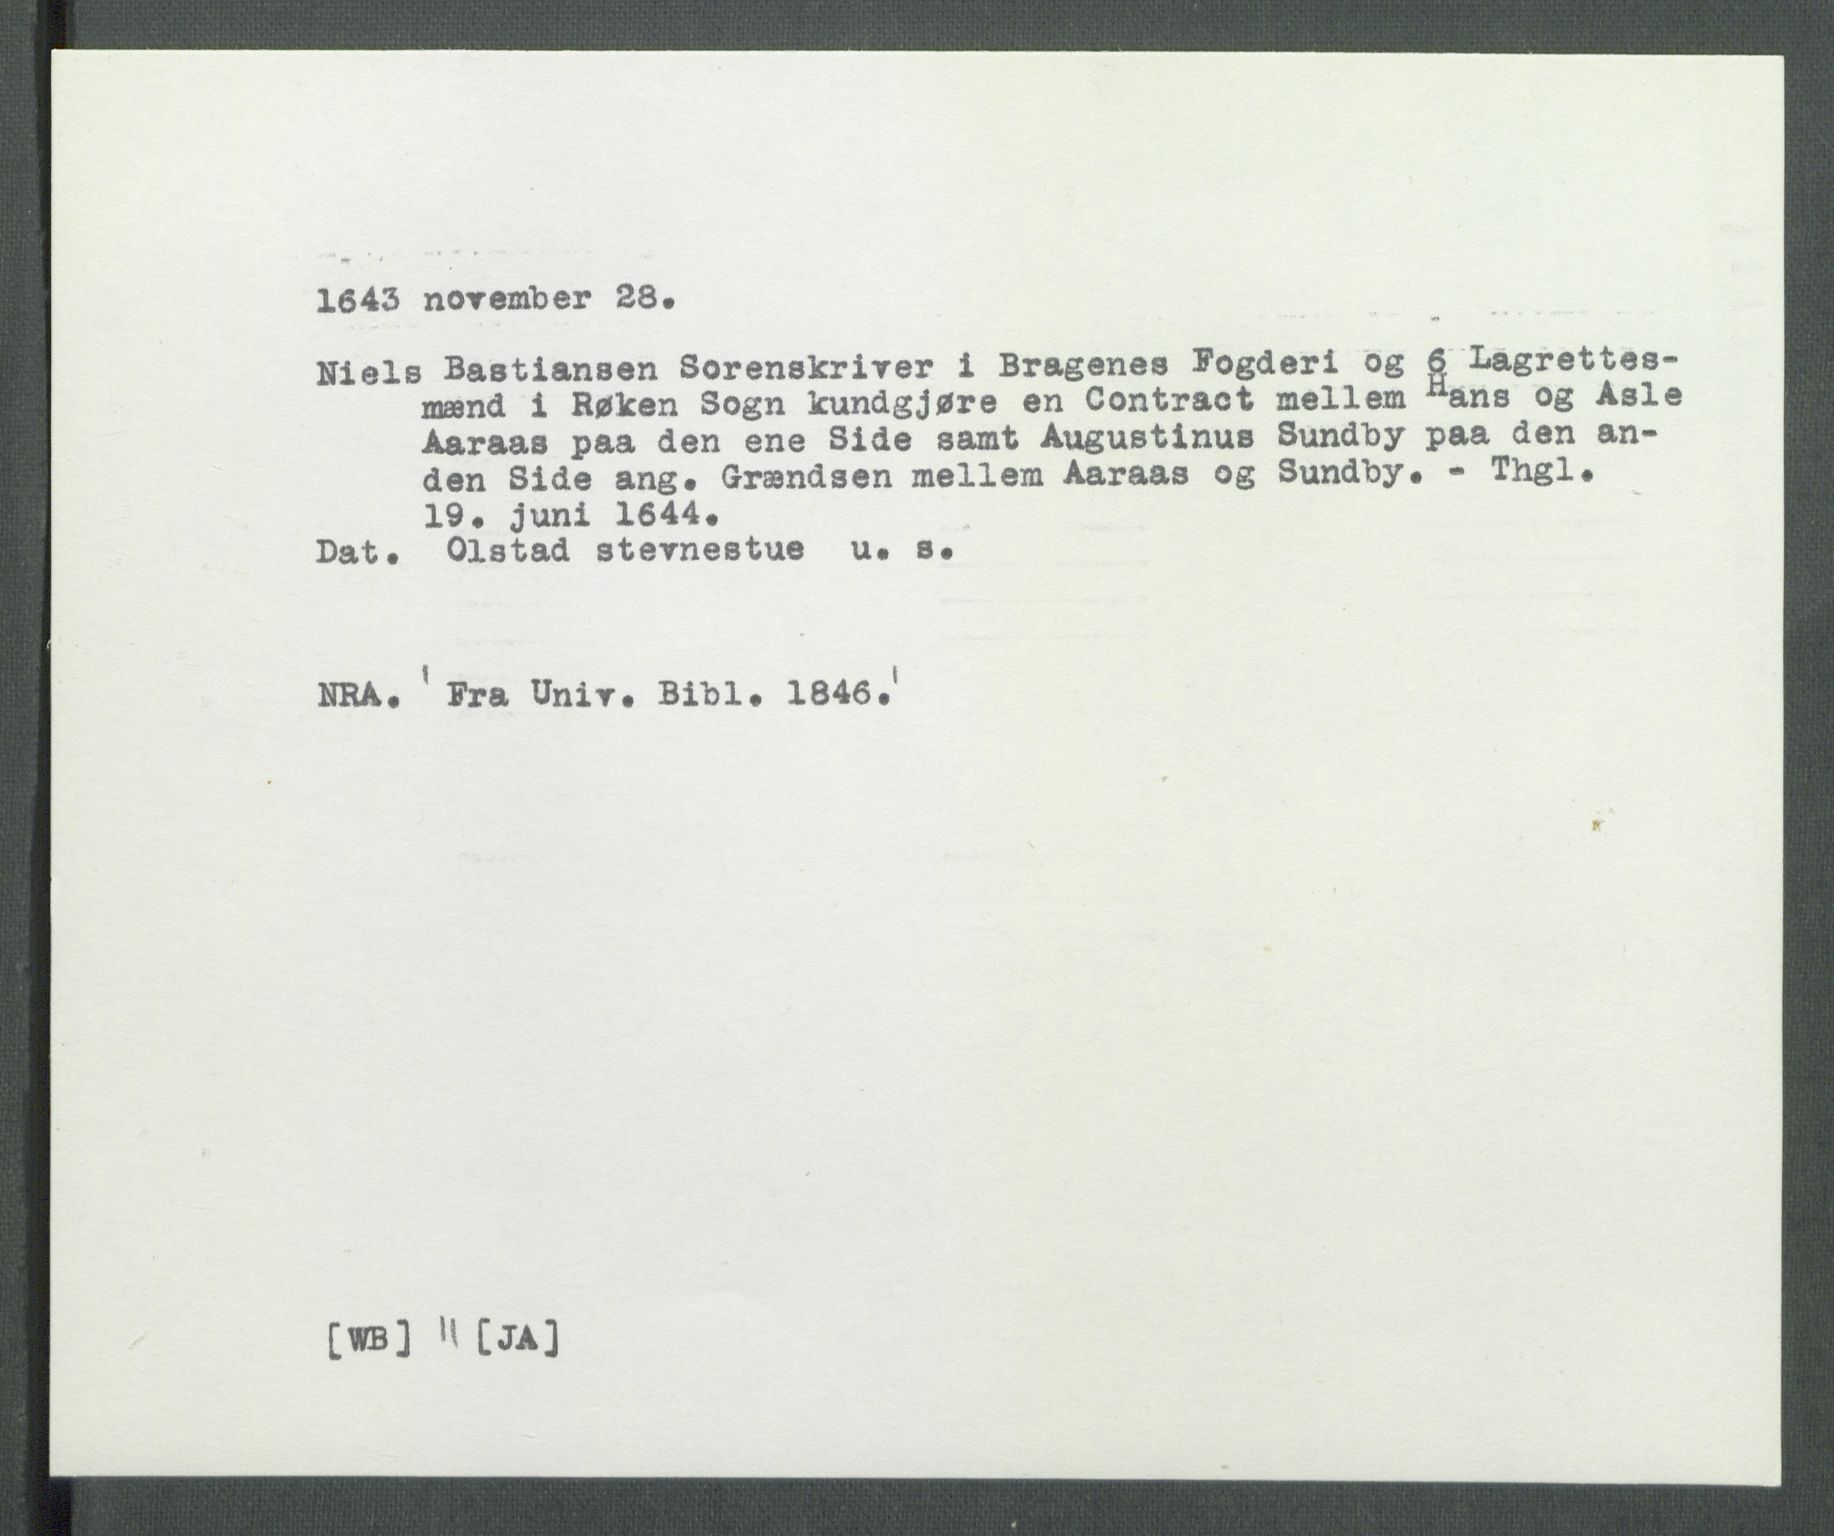 1643 november 28.
Niels Bastiansen Sorenskriver i Bragenes Fogderi og 6 Lagrettes-
mænd i Røken Sogn kundgjøre en Contract mellem Hans og Asle
Aaraas paa den ene Side samt Augustinus Sundby paa den an-
den Side ang. Grændsen mellem Aaraas og Sundby. - Thgl.
19. juni 1644.
Dat. Olstad stevnestue u. s.
NRA. ' Fra Univ. Bibl. 1846.'
[WB] " [JA]